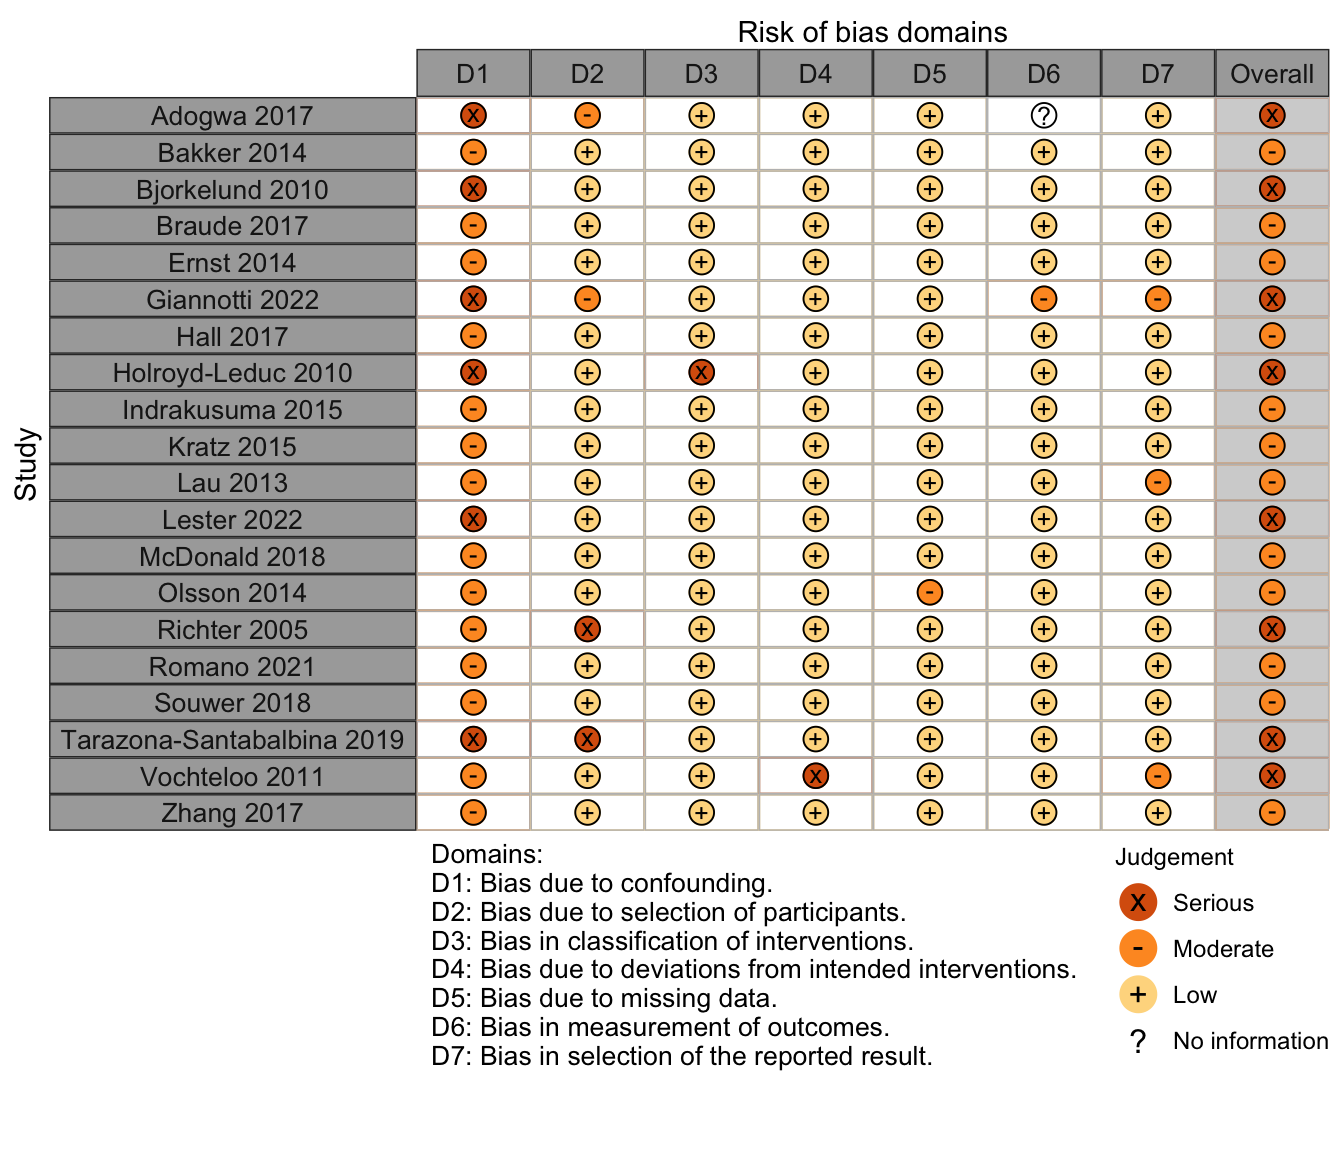 Risk of bias domains
D1 D2 D3 D4 D5 D6 D7 Overall
Study
Adogwa 2017 x - + + + ? + x
Bakker 2014 - + + + + + + -
Bjorkelund 2010 x + + + + + + x
Braude 2017 - + + + + + + -
Ernst 2014 - + + + + + + -
Giannotti 2022 x - + + + - - x
Hall 2017 - + + + + + + -
Holroyd-Leduc 2010 x + x + + + + x
Indrakusuma 2015 - + + + + + + -
Kratz 2015 - + + + + + + -
Lau 2013 - + + + + + - -
Lester 2022 x + + + + + + x
McDonald 2018 - + + + + + + -
Olsson 2014 - + + + - + + -
Richter 2005 - x + + + + + x
Romano 2021 - + + + + + + -
Souwer 2018 - + + + + + + -
Tarazona-Santabalbina 2019 x x + + + + + x
Vochteloo 2011 - + + x + + - x
Zhang 2017 - + + + + + + -
Domains:
D1: Bias due to confounding.
D2: Bias due to selection of participants.
D3: Bias in classification of interventions.
D4: Bias due to deviations from intended interventions.
D5: Bias due to missing data.
D6: Bias in measurement of outcomes.
D7: Bias in selection of the reported result.
Judgement
x Serious
- Moderate
+ Low
? No information